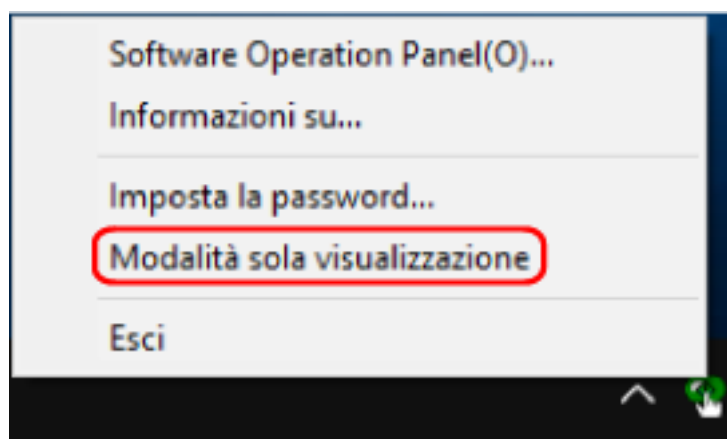 Software Operation Panel(O)...
Informazioni su...
Imposta la password...
Modalità sola visualizzazione
Esci